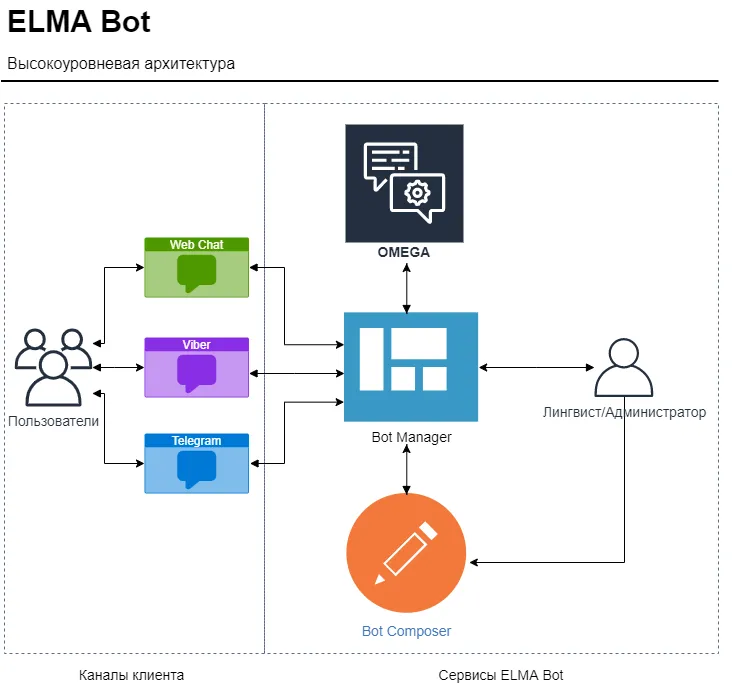 ELMA Bot
Высокоуровневая архитектура
OMEGA
Web Chat
Viber
Telegram
Пользователи
Bot Manager
Лингвист/Администратор
Bot Composer
Каналы клиента
Сервисы ELMA Bot